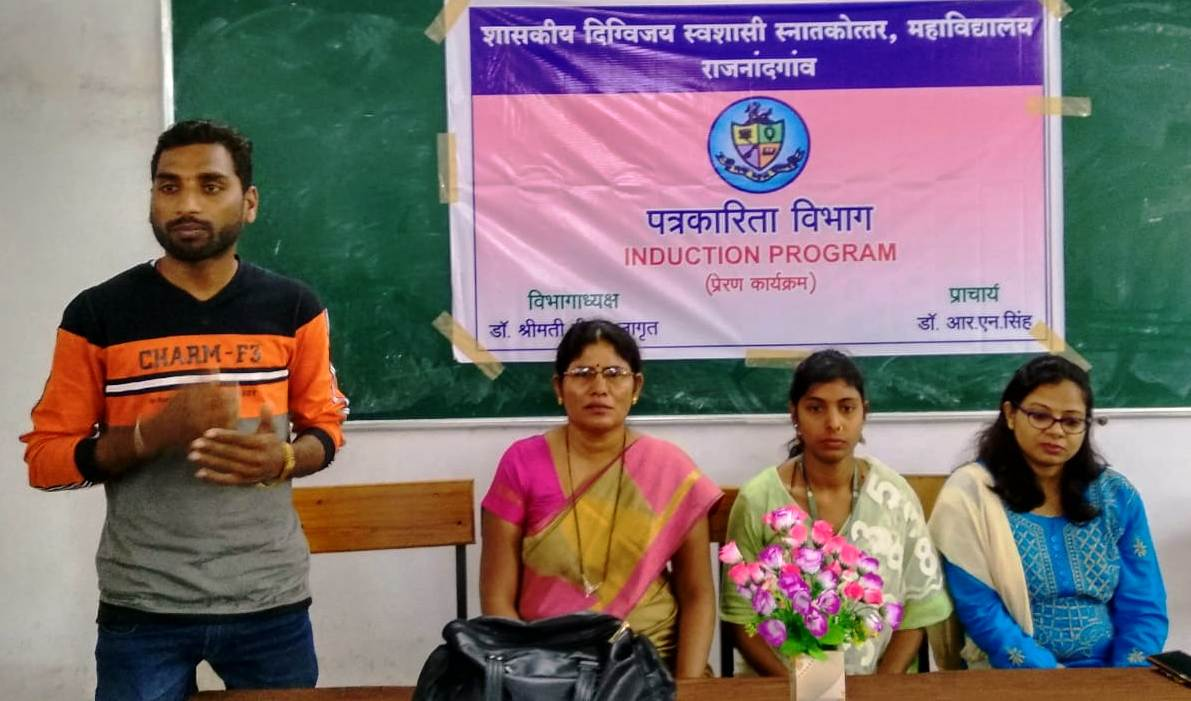 शासकीय दिग्विजय स्वशासी स्नातकोत्तर, महाविद्यालय
राजनांदगांव
पत्रकारिता विभाग
INDUCTION PROGRAM
(प्रेरण कार्यक्रम)
विभागाध्यक्ष
डॉ. श्रीमती
प्राचार्य
डॉ. आर.एन.सिंह
CHARM-F3